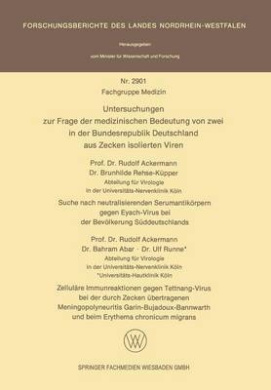 FORSCHUNGSBERICHTE DES LANDES NORDRHEIN-WESTFALEN
Herausgegeben
vom Minister für Wissenschaft und Forschung
Nr. 2901
Fachgruppe Medizin
Untersuchungen
zur Frage der medizinischen Bedeutung von zwei
in der Bundesrepublik Deutschland
aus Zecken isolierten Viren
Prof. Dr. Rudolf Ackermann
Dr. Brunhilde Rehse-Küpper
Abteilung für Virologie
in der Universitäts-Nervenklinik Köln
Suche nach neutralisierenden Serumantikörpern
gegen Eyach-Virus bei
der Bevölkerung Süddeutschlands
Prof. Dr. Rudolf Ackermann
Dr. Bahram Abar · Dr. Ulf Runne*
Abteilung für Virologie
in der Universitäts-Nervenklinik Köln
*Universitäts-Hautklinik Köln
Zelluläre Immunreaktionen gegen Tettnang-Virus
bei der durch Zecken übertragenen
Meningopolyneuritis Garin-Bujadoux-Bannwarth
und beim Erythema chronicum migrans
SPRINGER FACHMEDIEN WIESBADEN GMBH